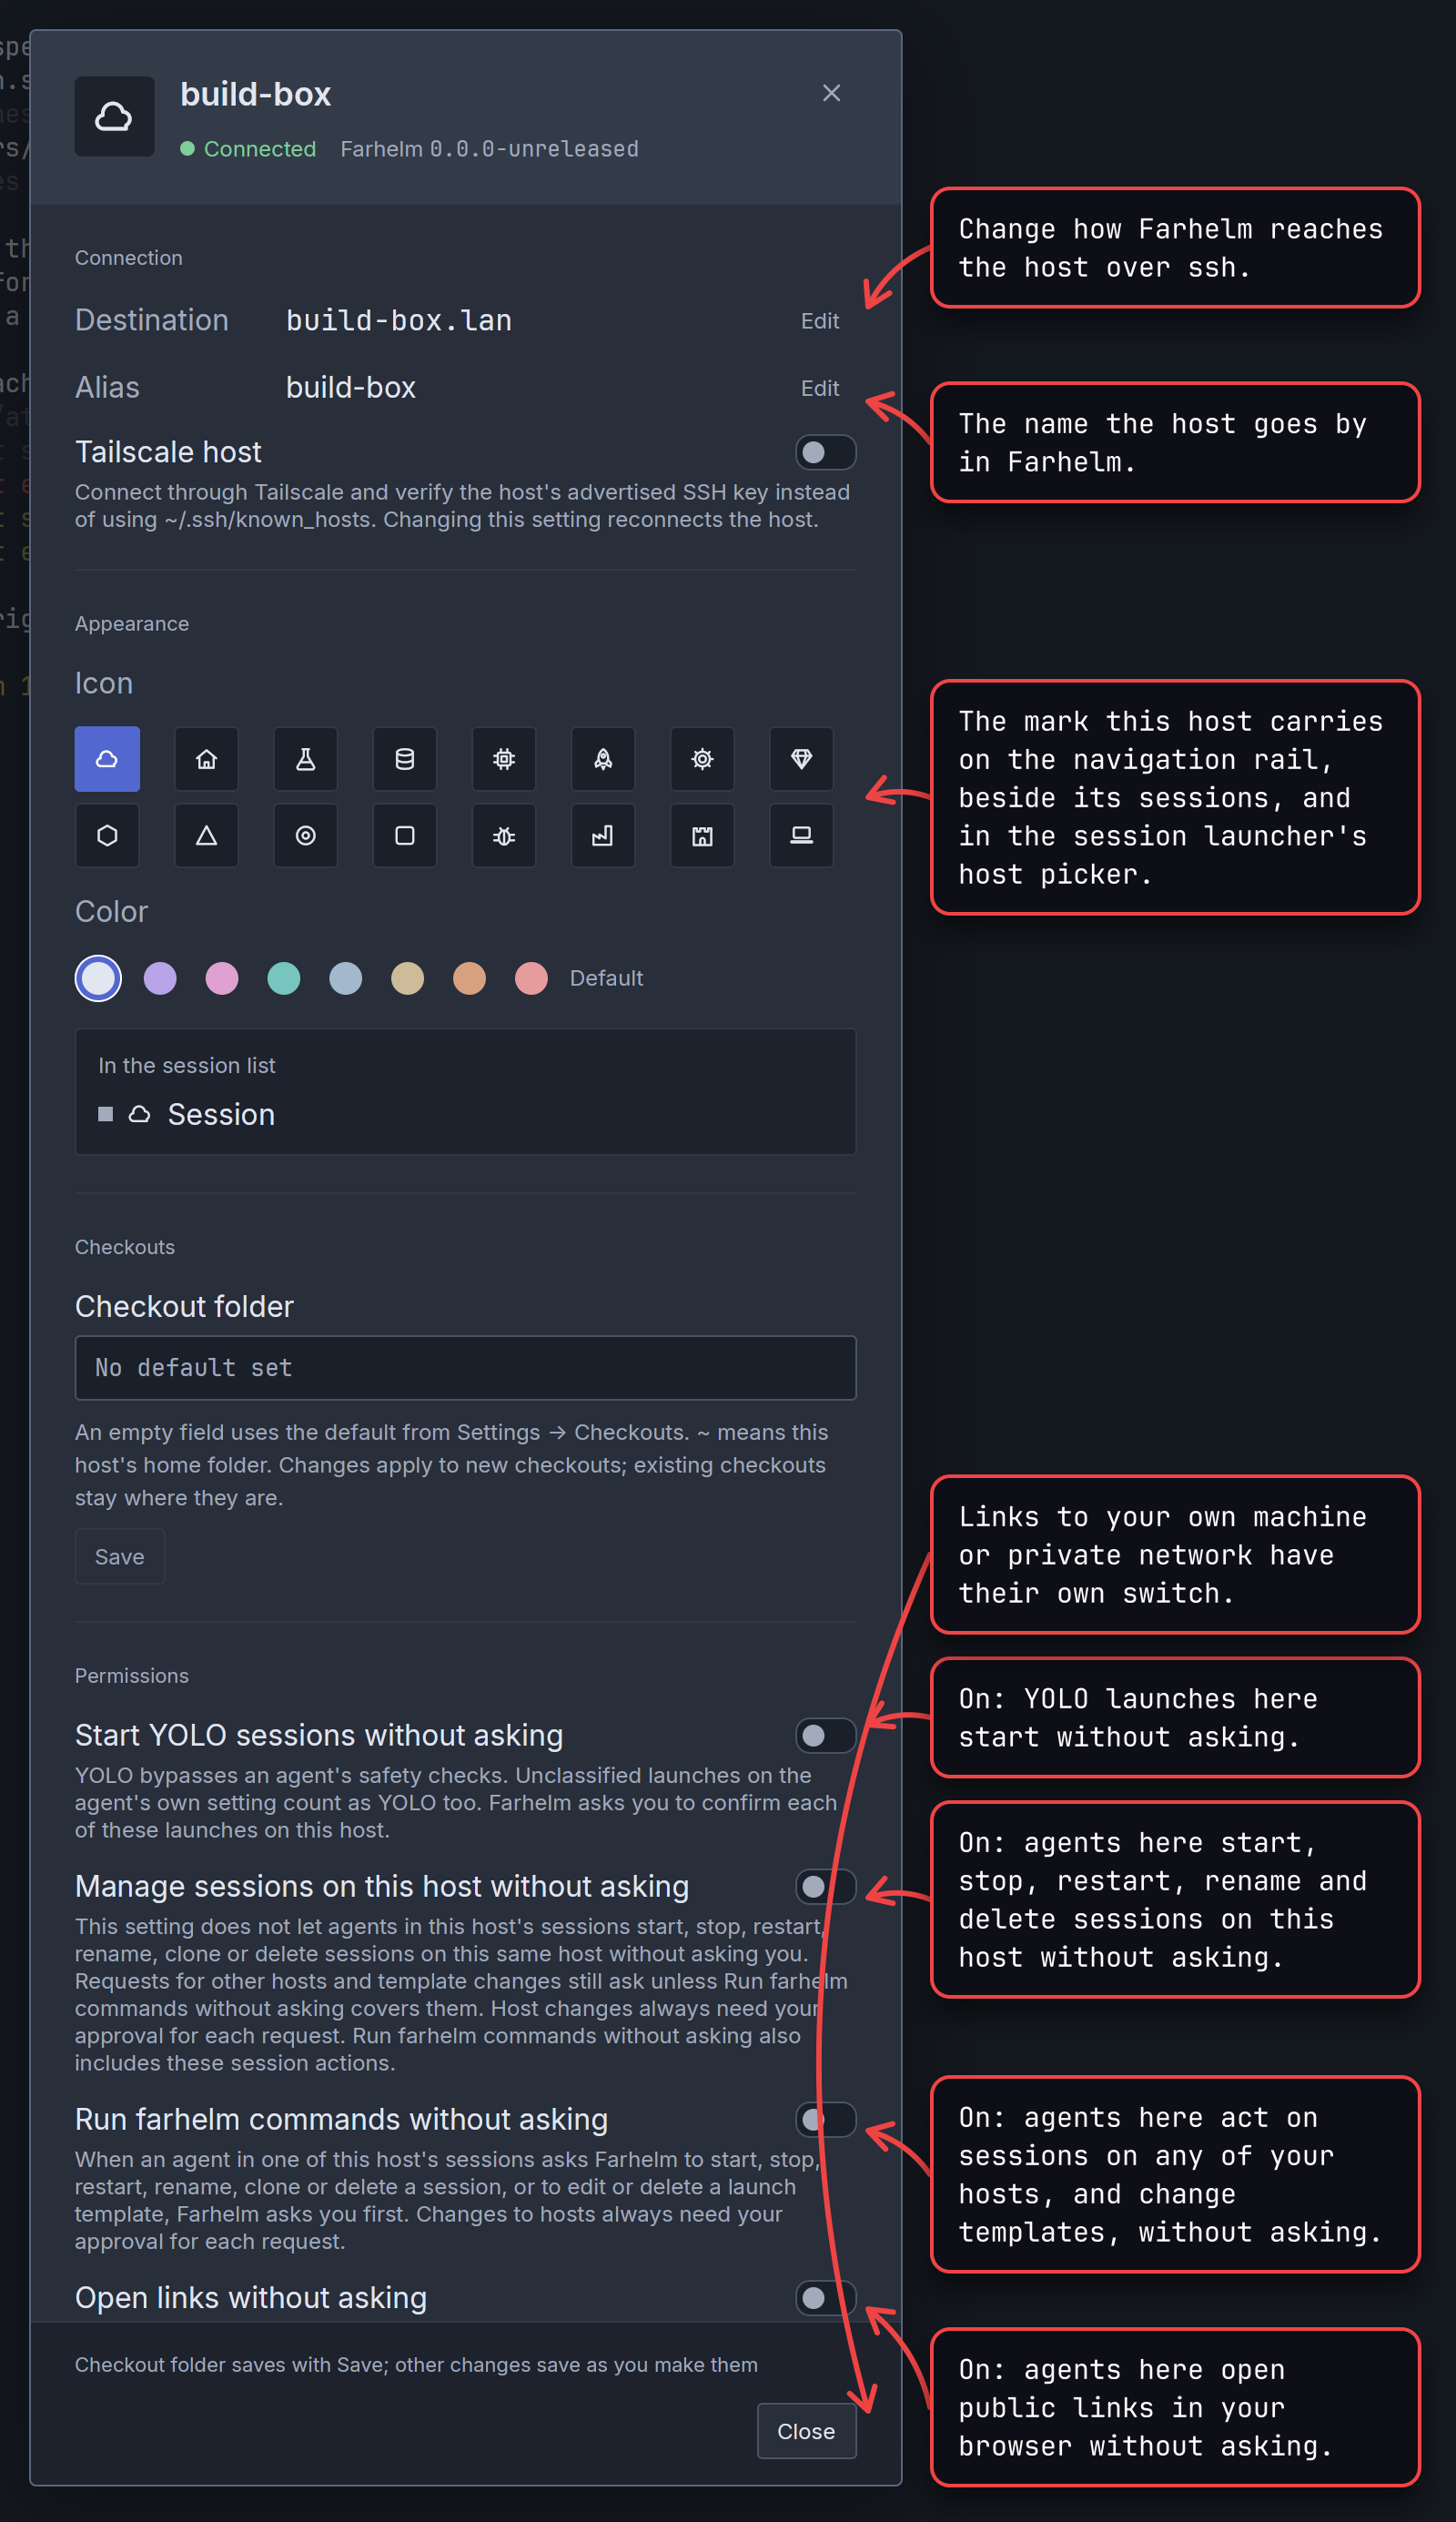 build-box
Connected Farhelm 0.0.0-unreleased
Connection
Destination build-box.lan Edit
Alias build-box Edit
Tailscale host
Connect through Tailscale and verify the host's advertised SSH key instead
of using ~/.ssh/known_hosts. Changing this setting reconnects the host.
Appearance
Icon
Color
Default
In the session list
Session
Checkouts
Checkout folder
No default set
An empty field uses the default from Settings → Checkouts. ~ means this
host's home folder. Changes apply to new checkouts; existing checkouts
stay where they are.
Save
Permissions
Start YOLO sessions without asking
YOLO bypasses an agent's safety checks. Unclassified launches on the
agent's own setting count as YOLO too. Farhelm asks you to confirm each
of these launches on this host.
Manage sessions on this host without asking
This setting does not let agents in this host's sessions start, stop, restart,
rename, clone or delete sessions on this same host without asking you.
Requests for other hosts and template changes still ask unless Run farhelm
commands without asking covers them. Host changes always need your
approval for each request. Run farhelm commands without asking also
includes these session actions.
Run farhelm commands without asking
When an agent in one of this host's sessions asks Farhelm to start, stop,
restart, rename, clone or delete a session, or to edit or delete a launch
template, Farhelm asks you first. Changes to hosts always need your
approval for each request.
Open links without asking
Checkout folder saves with Save; other changes save as you make them
Close
Change how Farhelm reaches
the host over ssh.
The name the host goes by
in Farhelm.
The mark this host carries
on the navigation rail,
beside its sessions, and
in the session launcher's
host picker.
Links to your own machine
or private network have
their own switch.
On: YOLO launches here
start without asking.
On: agents here start,
stop, restart, rename and
delete sessions on this
host without asking.
On: agents here act on
sessions on any of your
hosts, and change
templates, without asking.
On: agents here open
public links in your
browser without asking.